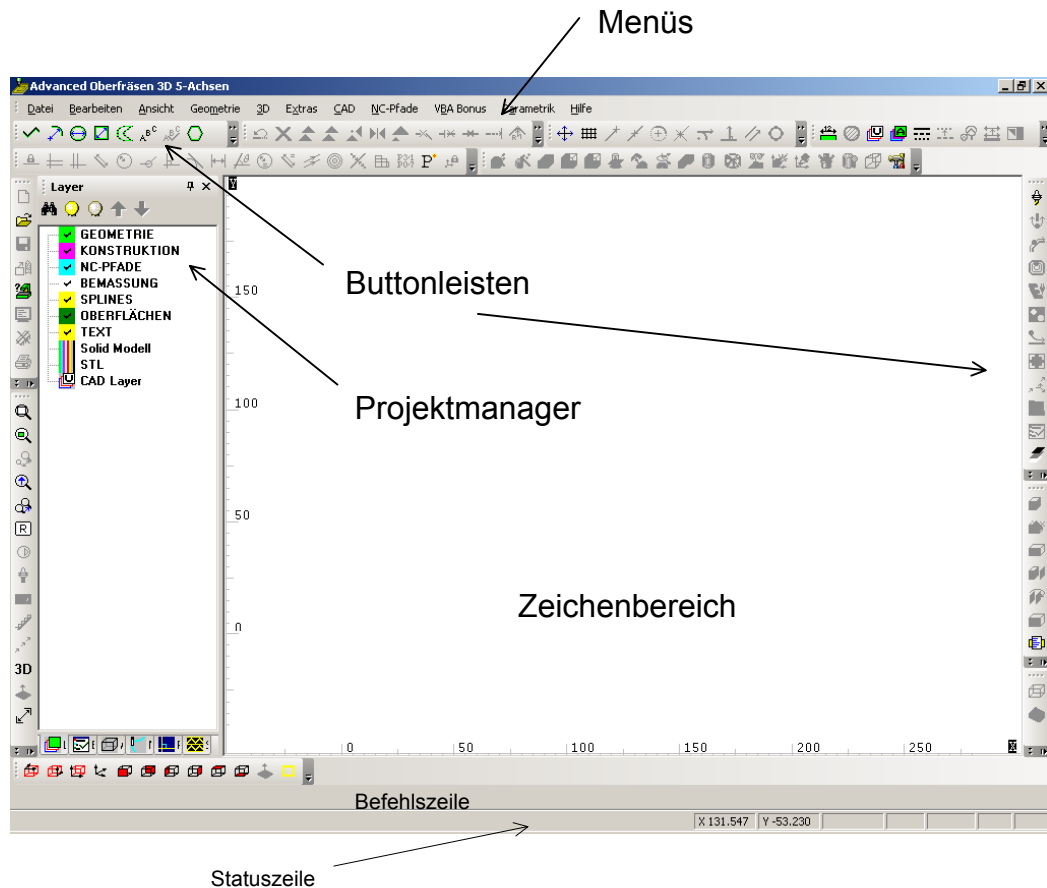 Menüs
Advanced Oberfräsen 3D 5-Achsen
Datei Bearbeiten Ansicht Geometrie 3D Extras CAD NC-Pfade VBA Bonus Parametrik Hilfe
Layer
GEOMETRIE
KONSTRUKTION
NC-PFADE
BEMASSUNG
SPLINES
OBERFLÄCHEN
TEXT
Solid Modell
STL
CAD Layer
Y
150
100
50
0
Buttonleisten
Projektmanager
Zeichenbereich
R
3D
0 50 100 150 200 250 X
Befehlszeile
X 131.547 Y -53.230
Statuszeile